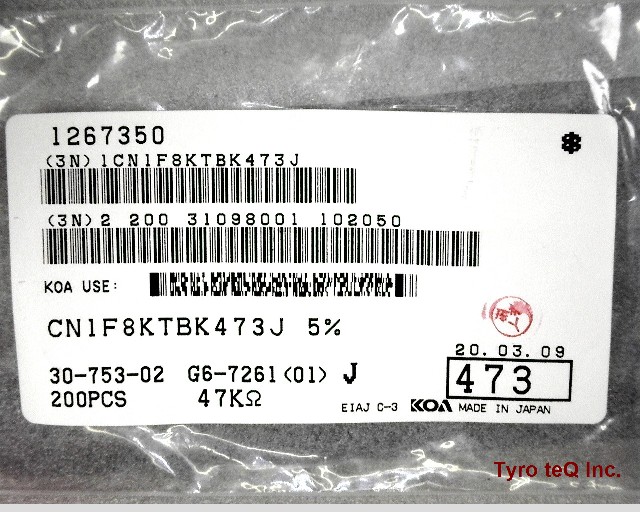 1267350
(3N)1CN1F8KTBK473J
(3N)2 200 31098001 102050
KOA USE:
CN1F8KTBK473J 5%
20.03.09
30-753-02 G6-7261(01) J
473
200PCS 47KΩ
EIAJ C-3 KOA MADE IN JAPAN
Tyro teQ Inc.